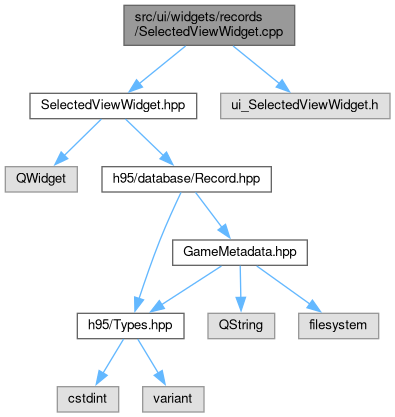 src/ui/widgets/records
/SelectedViewWidget.cpp
SelectedViewWidget.hpp
ui_SelectedViewWidget.h
QWidget
h95/database/Record.hpp
GameMetadata.hpp
h95/Types.hpp
QString
filesystem
cstdint
variant